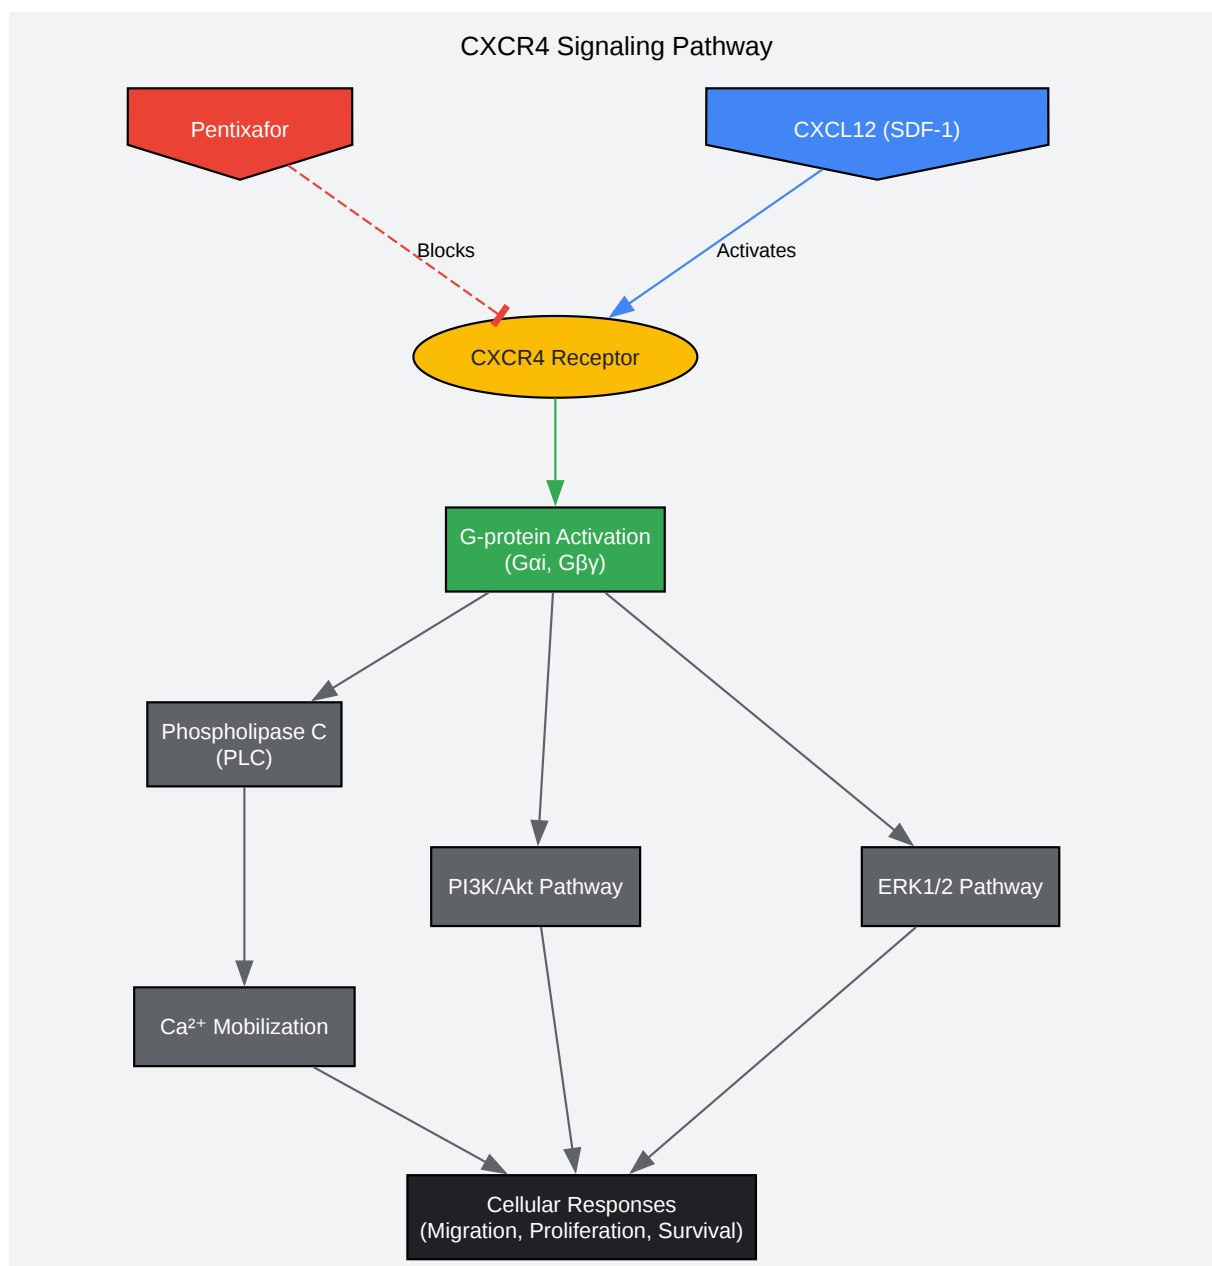 CXCR4 Signaling Pathway
Pentixafor
CXCL12 (SDF-1)
Blocks
Activates
CXCR4 Receptor
G-protein Activation
(Gαi, Gβγ)
Phospholipase C
(PLC)
PI3K/Akt Pathway
ERK1/2 Pathway
Ca²⁺ Mobilization
Cellular Responses
(Migration, Proliferation, Survival)